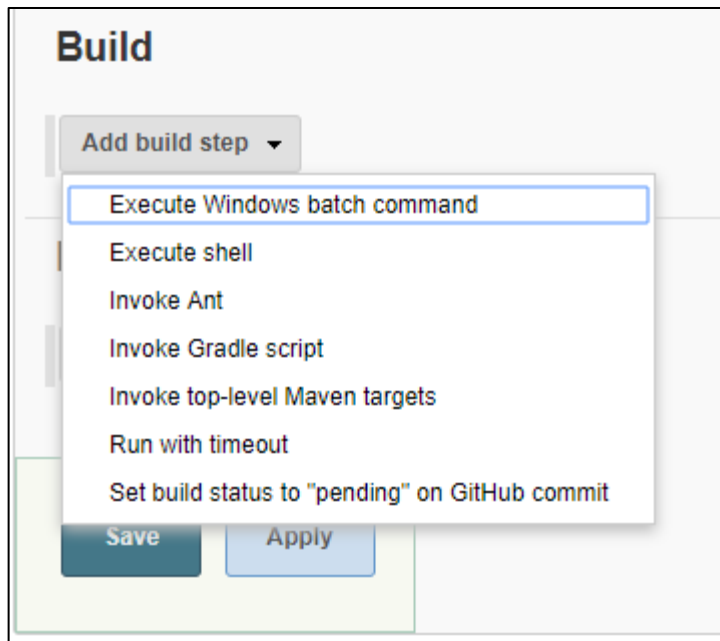 Build
Add build step
Execute Windows batch command
Execute shell
Invoke Ant
Invoke Gradle script
Invoke top-level Maven targets
Run with timeout
Set build status to "pending" on GitHub commit
Save
Apply